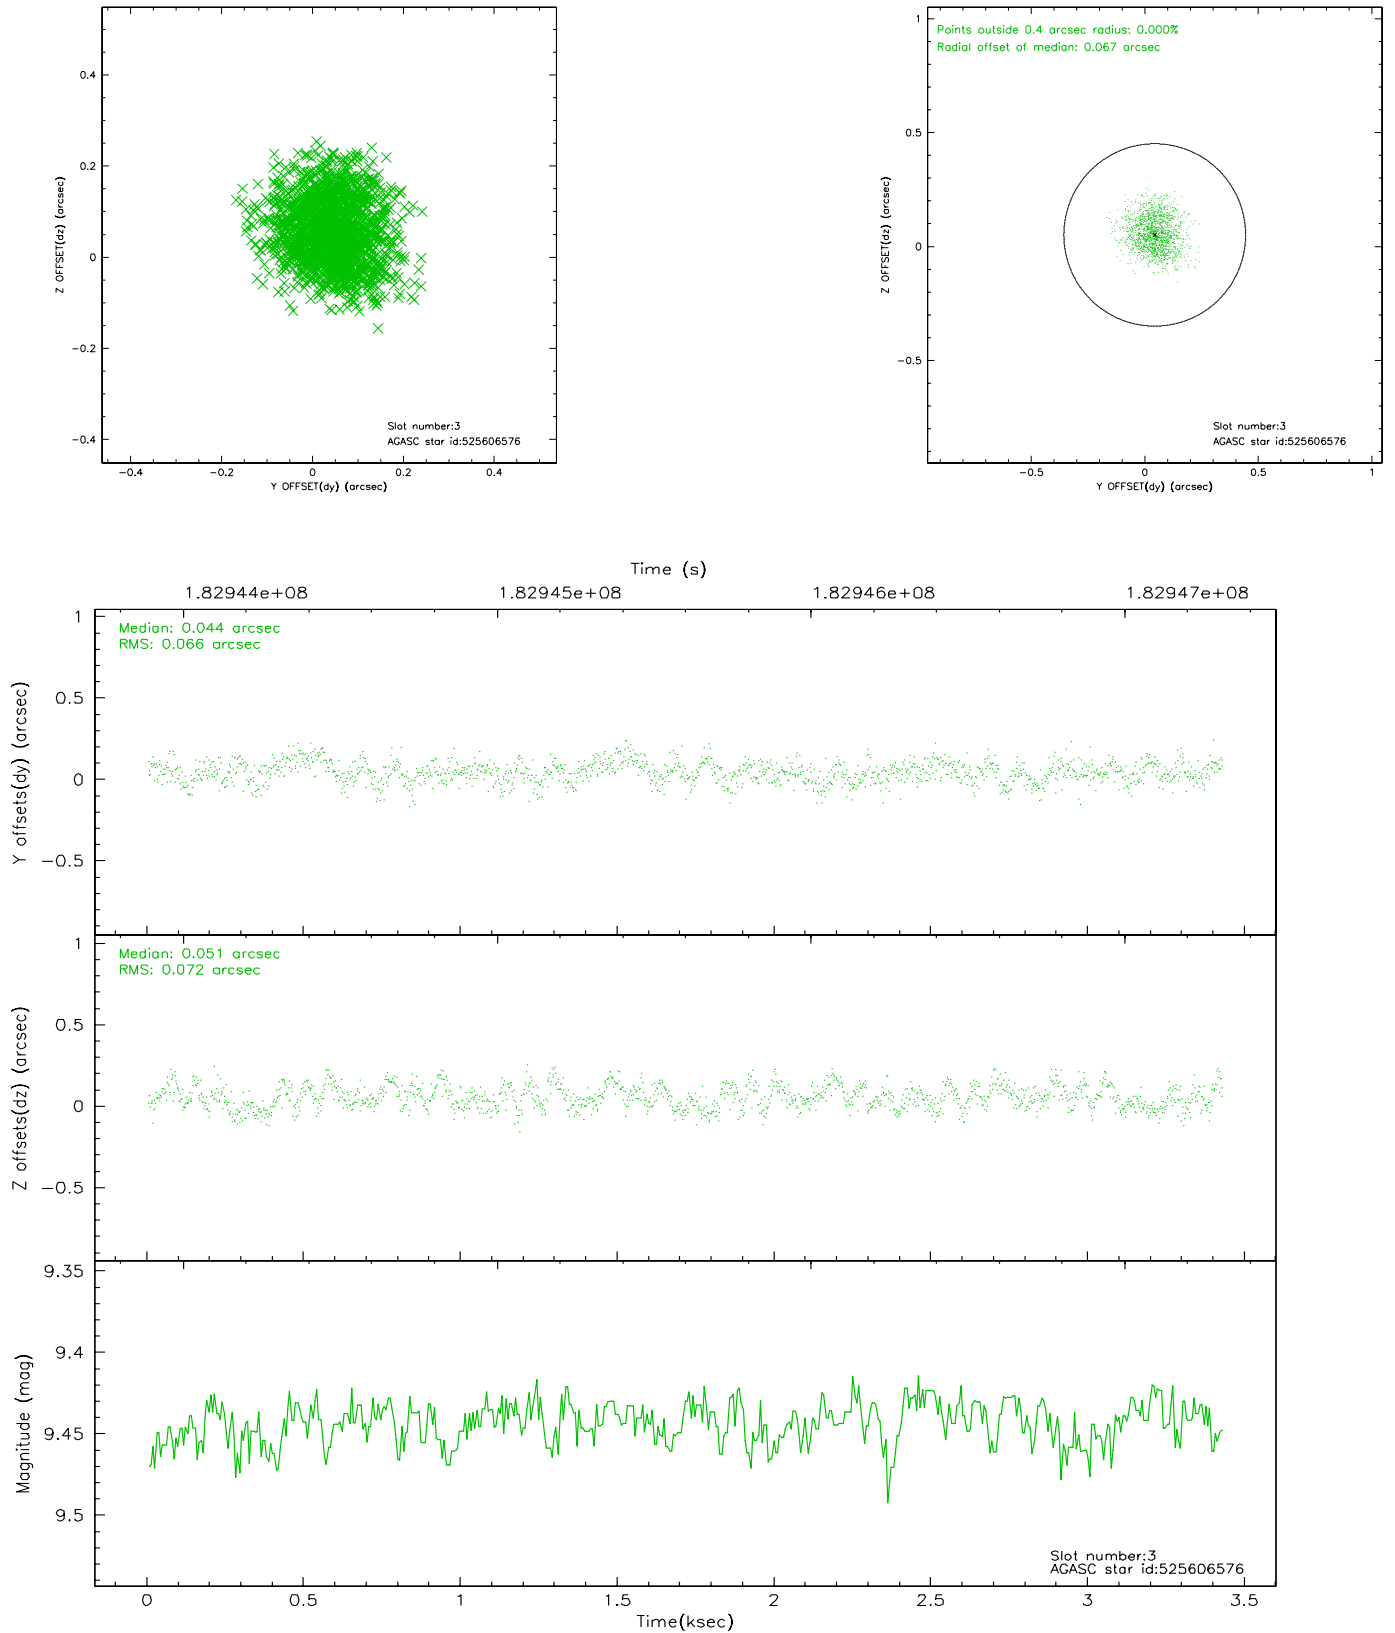 0.4
0.2
0
−0.2
−0.4
Z OFFSET(dz) (arcsec)
−0.4 −0.2 0 0.2 0.4
Y OFFSET(dy) (arcsec)
Slot number:3
AGASC star id:525606576
Points outside 0.4 arcsec radius: 0.000%
Radial offset of median: 0.067 arcsec
1
0.5
0
−0.5
Z OFFSET(dz) (arcsec)
−0.5 0 0.5 1
Y OFFSET(dy) (arcsec)
Slot number:3
AGASC star id:525606576
Time (s)
1.82944e+08 1.82945e+08 1.82946e+08 1.82947e+08
Median: 0.044 arcsec
RMS: 0.066 arcsec
1
0.5
0
−0.5
Y offsets(dy) (arcsec)
Median: 0.051 arcsec
RMS: 0.072 arcsec
1
0.5
0
−0.5
Z offsets(dz) (arcsec)
9.35
9.4
9.45
9.5
Magnitude (mag)
Slot number:3
AGASC star id:525606576
0 0.5 1 1.5 2 2.5 3 3.5
Time(ksec)